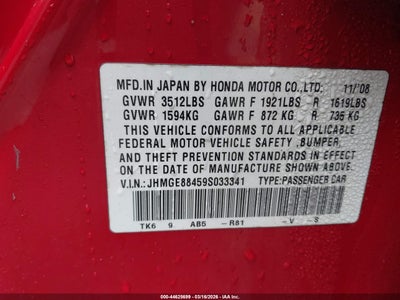 MFD.IN JAPAN BY HONDA MOTOR CO.,LTD. 11/'08
GVWR 3512LBS GAWR F 1921LBS R 1619LBS
GVWR 1594KG GAWR F 872 KG R 735 KG
THIS VEHICLE CONFORMS TO ALL APPLICABLE
FEDERAL MOTOR VEHICLE SAFETY ,BUMPER,
AND THEFT PREVENTION STANDARDS IN EFFECT
ON THE DATE OF MANUFACTURE SHOWN ABOVE.
V.I.N.:JHMGE88459S033341 TYPE:PASSENGER CAR
TK6 9 AB5 -R81 -V -S
000-44629699 | 03/16/2026 - IAA